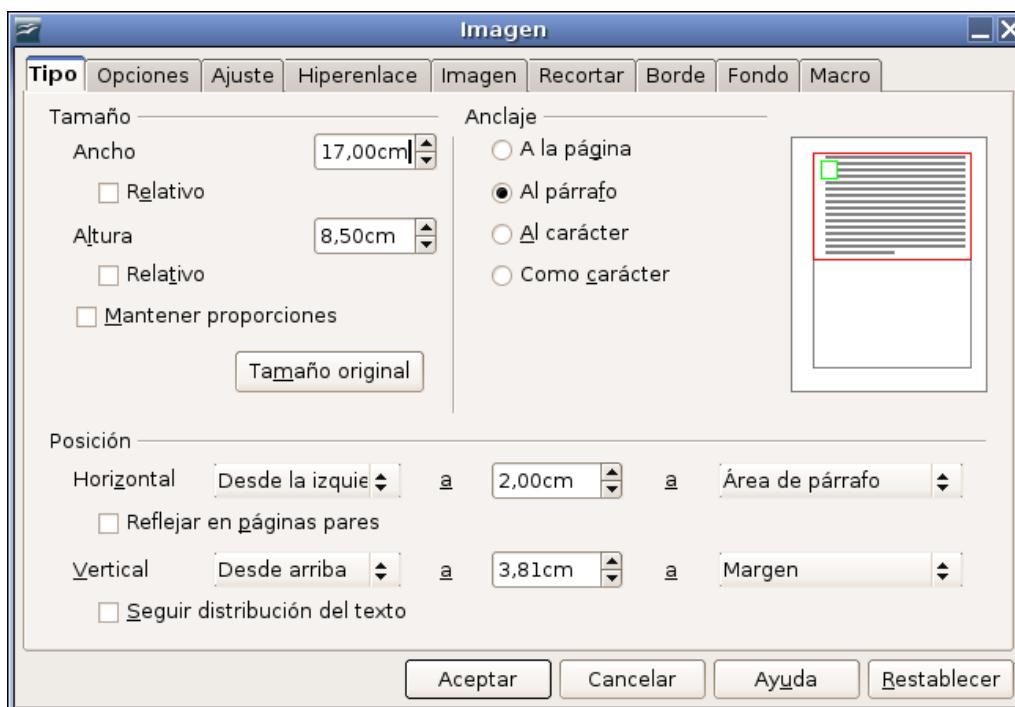 Imagen
Tipo Opciones Ajuste Hiperenlace Imagen Recortar Borde Fondo Macro
Tamaño
Ancho 17,00cm
Relativo
Altura 8,50cm
Relativo
Mantener proporciones
Tamaño original
Anclaje
A la página
Al párrafo
Al carácter
Como carácter
Posición
Horizontal Desde la izquie a 2,00cm a Área de párrafo
Reflejar en páginas pares
Vertical Desde arriba a 3,81cm a Margen
Seguir distribución del texto
Aceptar Cancelar Ayuda Restablecer